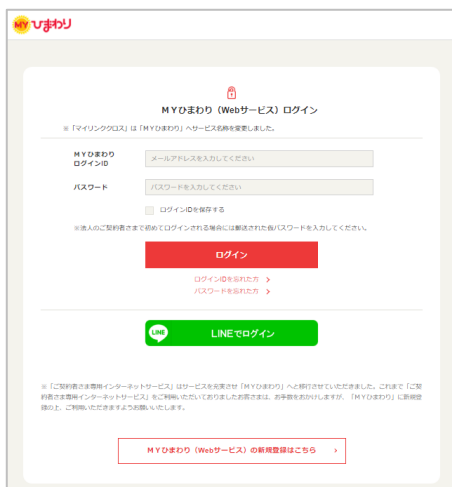 MYひまわり
MYひまわり（Webサービス）ログイン
※「マイリンククロス」は「MYひまわり」へサービス名称を変更しました。
MYひまわり
ログインID
メールアドレスを入力してください
パスワード
パスワードを入力してください
ログインIDを保存する
※法人のご契約者さまで初めてログインされる場合には郵送された仮パスワードを入力してください。
ログイン
ログインIDを忘れた方 >
パスワードを忘れた方 >
LINE LINEでログイン
※「ご契約者さま専用インターネットサービス」はサービスを充実させ「MYひまわり」へと移行させていただきました。これまで「ご契
約者さま専用インターネットサービス」をご利用いただいておりましたお客さまは、お手数をおかけしますが、「MYひまわり」に新規登
録の上、ご利用いただきますようお願いいたします。
MYひまわり（Webサービス）の新規登録はこちら >